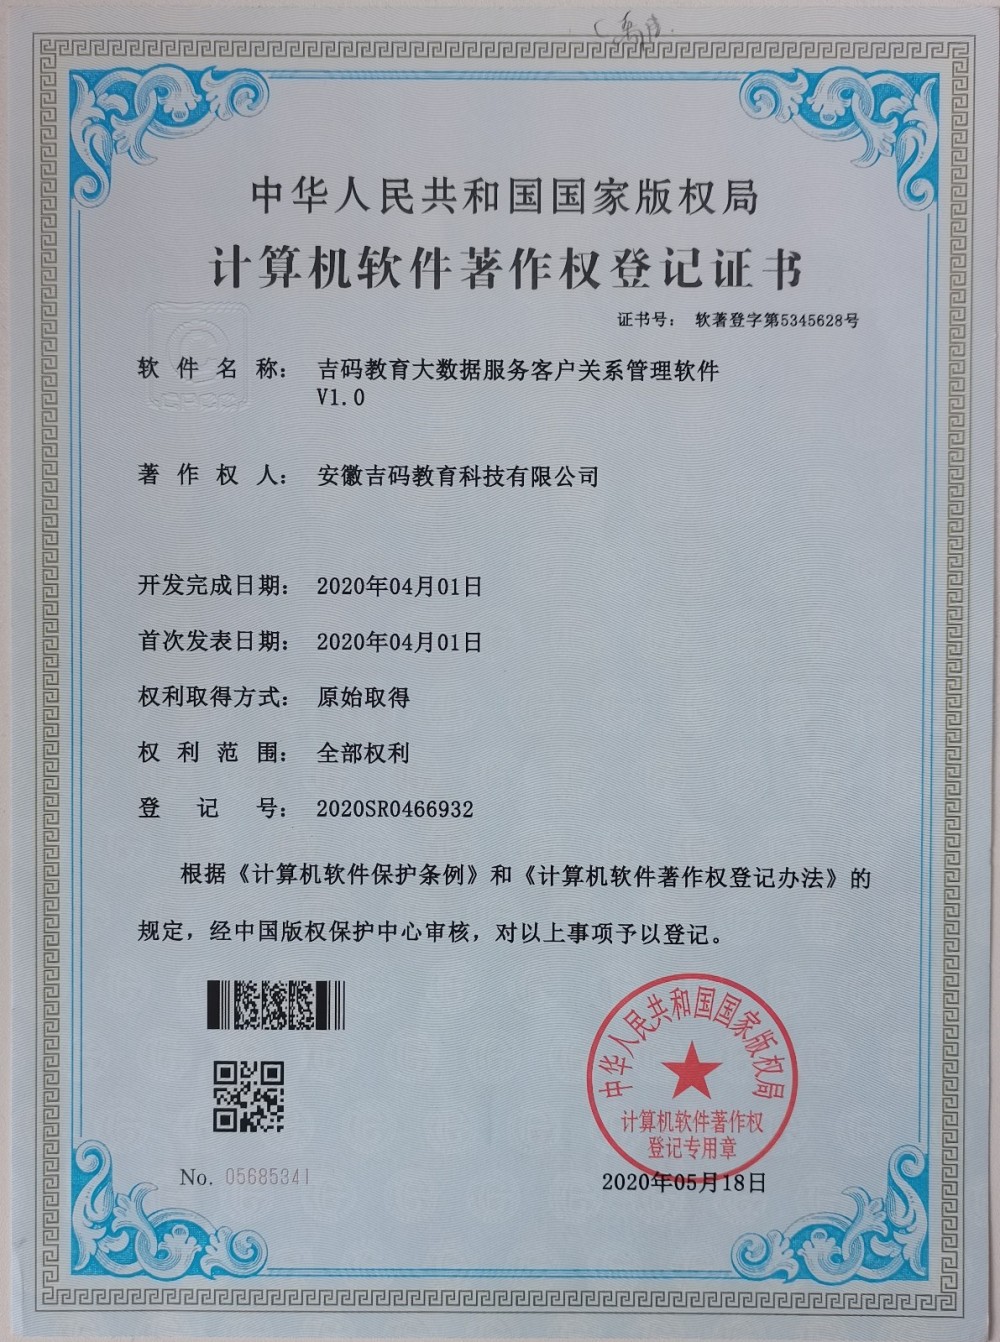 中华人民共和国国家版权局
计算机软件著作权登记证书
证书号： 软著登字第5345628号
软件名称： 吉码教育大数据服务客户关系管理软件
V1.0
著作权人： 安徽吉码教育科技有限公司
开发完成日期： 2020年04月01日
首次发表日期： 2020年04月01日
权利取得方式： 原始取得
权利范围： 全部权利
登记号： 2020SR0466932
根据《计算机软件保护条例》和《计算机软件著作权登记办法》的
规定，经中国版权保护中心审核，对以上事项予以登记。
中华人民共和国国家版权局
计算机软件著作权
登记专用章
No. 05685341
2020年05月18日